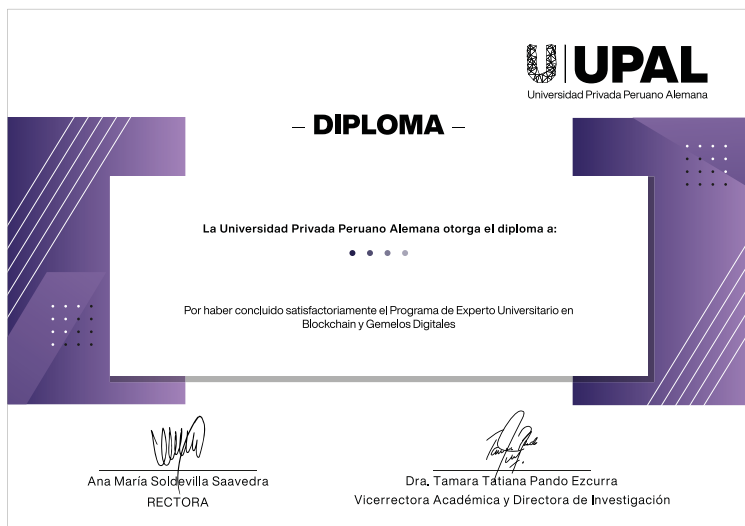 UPAL
Universidad Privada Peruano Alemana
– DIPLOMA –
La Universidad Privada Peruano Alemana otorga el diploma a:
Por haber concluido satisfactoriamente el Programa de Experto Universitario en
Blockchain y Gemelos Digitales
Ana María Soldevilla Saavedra
RECTORA
Dra. Tamara Tatiana Pando Ezcurra
Vicerrectora Académica y Directora de Investigación